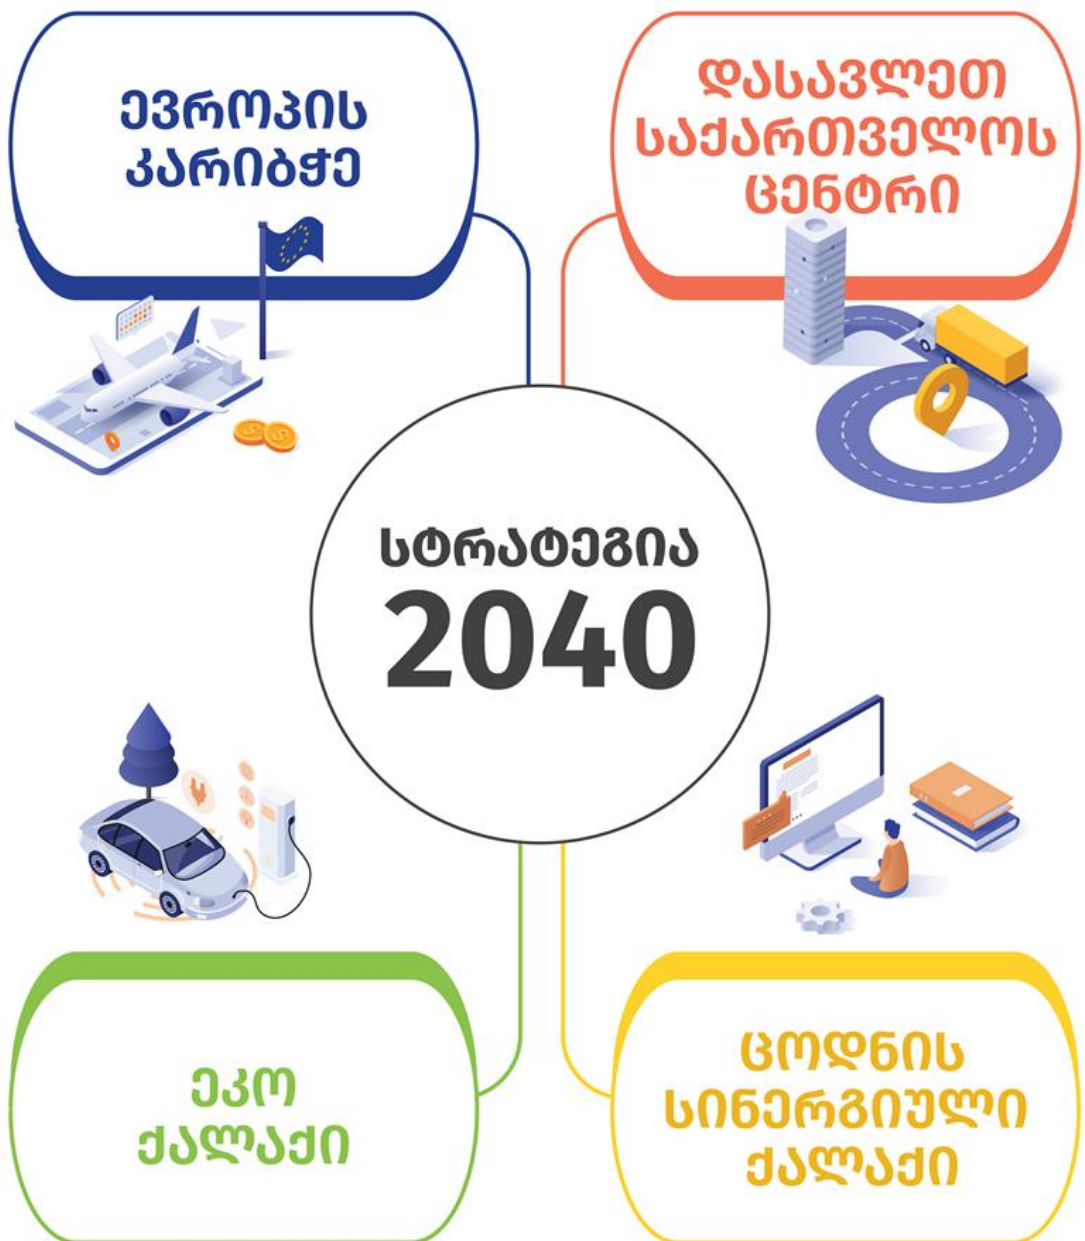 ევროპის
კარიბჭე
დასავლეთ
საქართველოს
ცენტრი
სტრატეგია
2040
ეკო
ქალაქი
ცოდნის
სინერგიული
ქალაქი